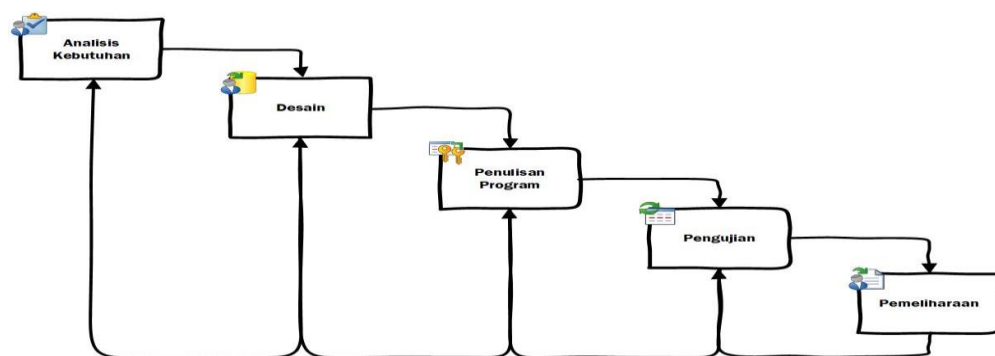 Analisis
Kebutuhan
Desain
Penulisan
Program
Pengujian
Pemeliharaan